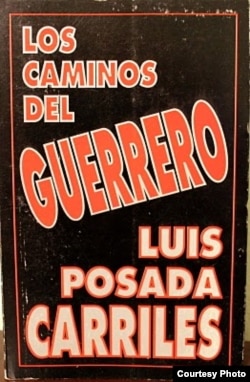 LOS
CAMINOS
DEL
GUERRERO
LUIS
POSADA
CARRILES
Courtesy Photo